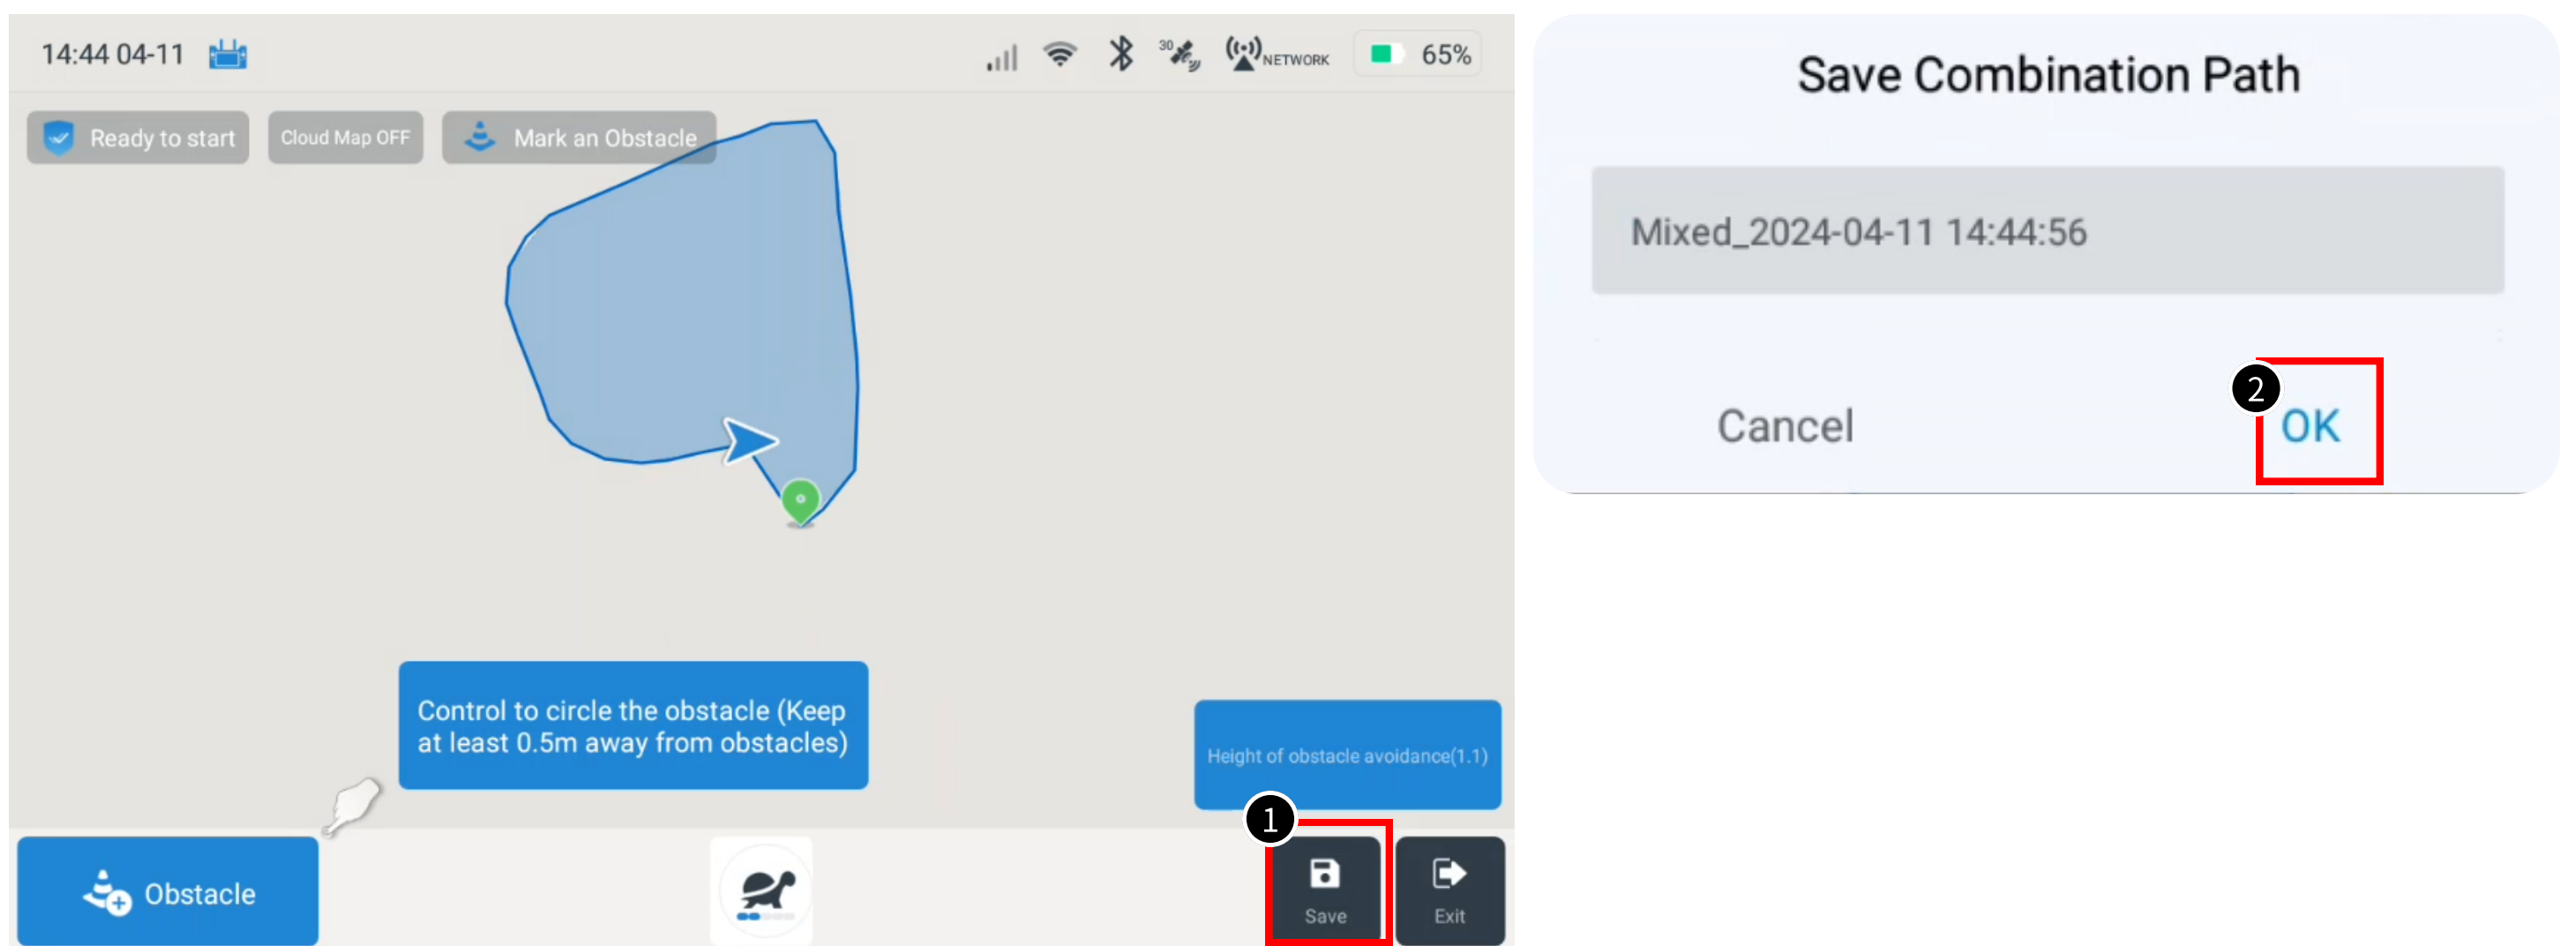 14:44 04-11
30
NETWORK
65%
Ready to start
Cloud Map OFF
Mark an Obstacle
Control to circle the obstacle (Keep
at least 0.5m away from obstacles)
Height of obstacle avoidance(1.1)
1
Obstacle
Save
Exit
Save Combination Path
Mixed_2024-04-11 14:44:56
2
Cancel
OK